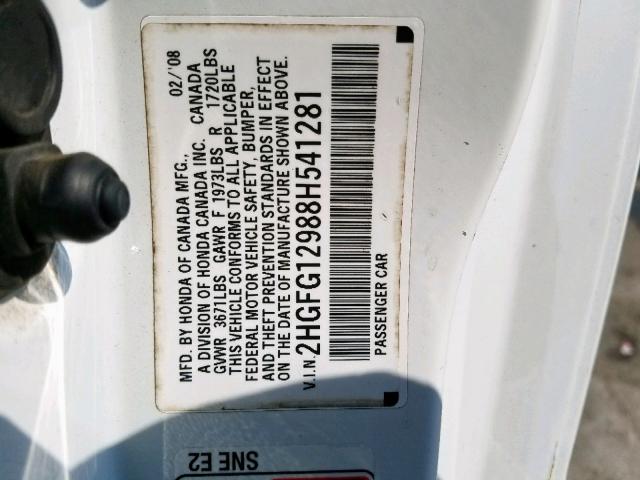 MFD. BY HONDA OF CANADA MFG., 02/'08
A DIVISION OF HONDA CANADA INC. CANADA
GVWR 3671LBS GAWR F 1973LBS R 1720LBS
THIS VEHICLE CONFORMS TO ALL APPLICABLE
FEDERAL MOTOR VEHICLE SAFETY, BUMPER,
AND THEFT PREVENTION STANDARDS IN EFFECT
ON THE DATE OF MANUFACTURE SHOWN ABOVE.
V.I.N. 2HGFG12988H541281
PASSENGER CAR
SNE E2